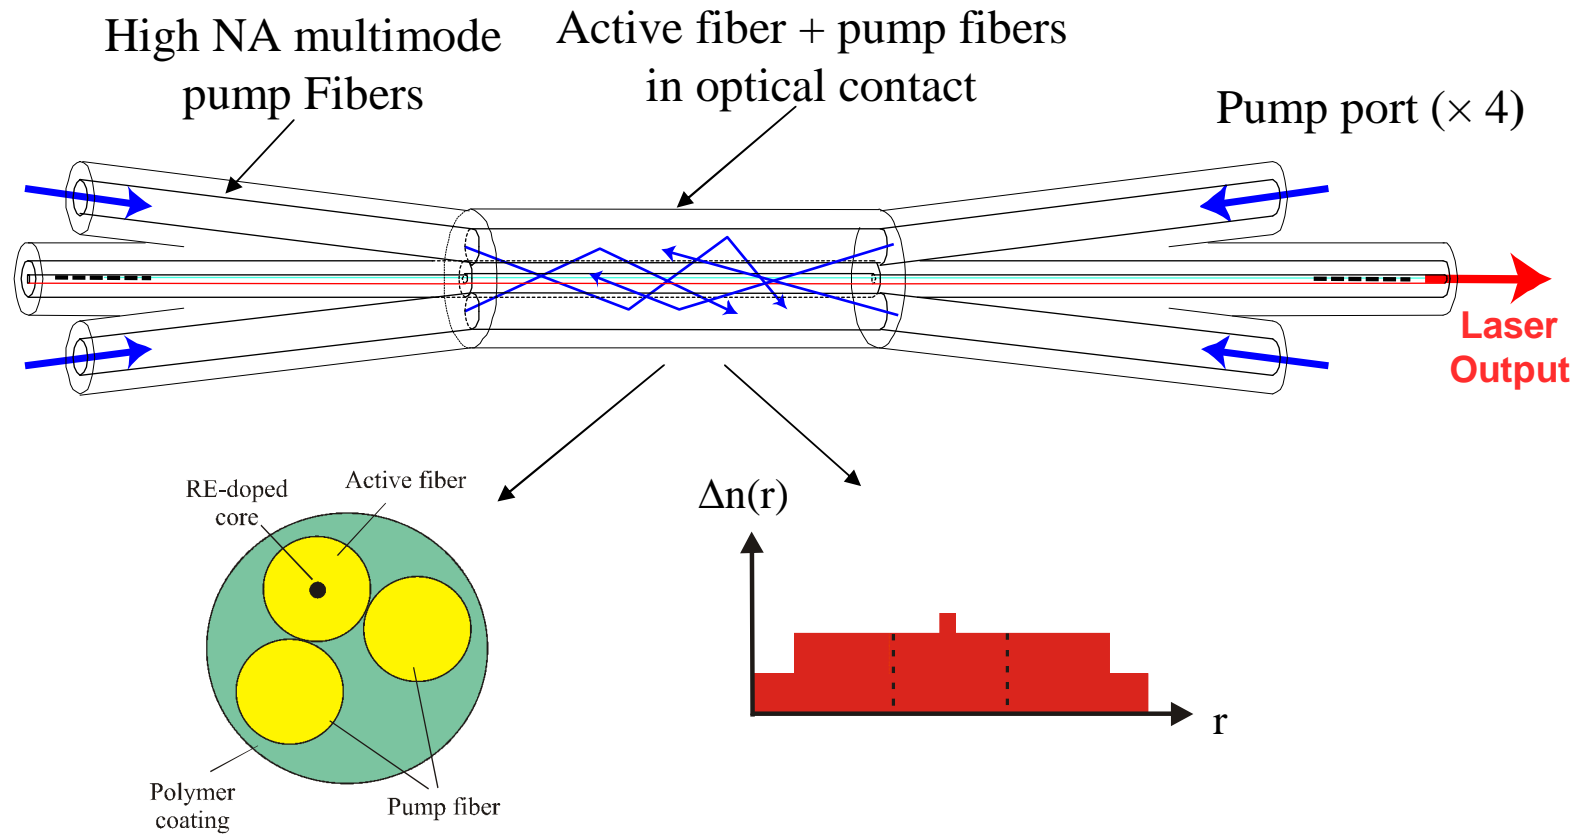 High NA multimode
pump Fibers
Active fiber + pump fibers
in optical contact
Pump port (× 4)
Laser
Output
RE-doped
core
Active fiber
Polymer
coating
Pump fiber
Δn(r)
r